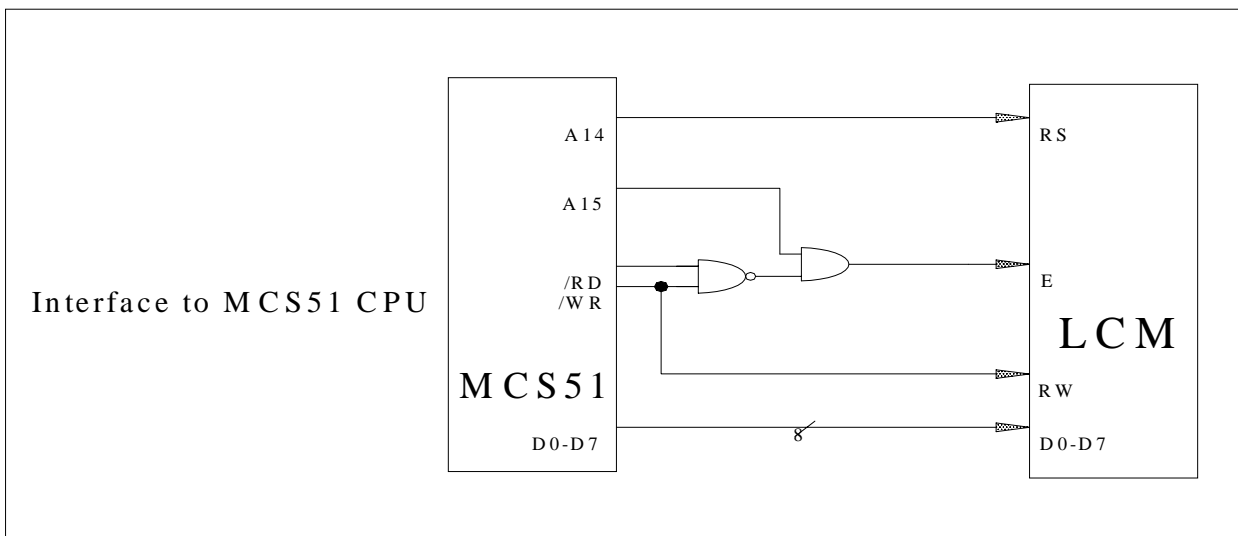 A14
RS
A15
/RD
/WR
E
Interface to MCS51 CPU
LCM
MCS51
RW
D0-D7
8
D0-D7